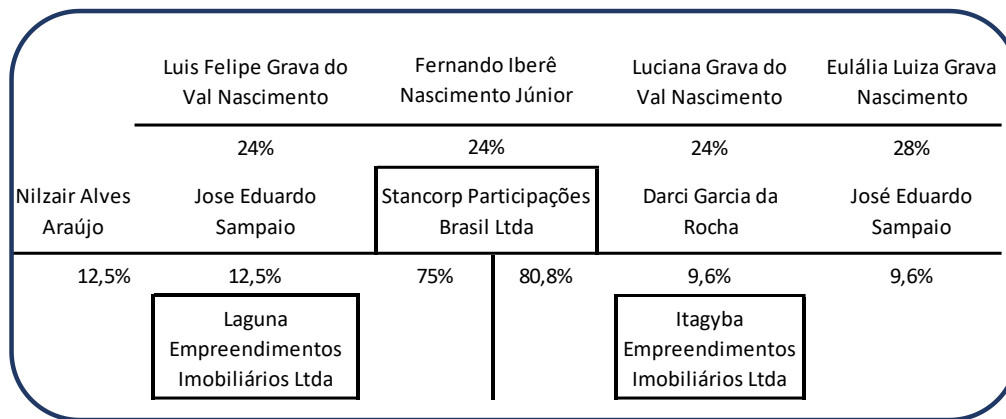 Luis Felipe Grava do
Val Nascimento
Fernando Iberê
Nascimento Júnior
Luciana Grava do
Val Nascimento
Eulália Luiza Grava
Nascimento
24%
24%
24%
28%
Nilzair Alves
Araújo
Jose Eduardo
Sampaio
Stancorp Participações
Brasil Ltda
Darci Garcia da
Rocha
José Eduardo
Sampaio
12,5%
12,5%
75%
80,8%
9,6%
9,6%
Laguna
Empreendimentos
Imobiliários Ltda
Itagyba
Empreendimentos
Imobiliários Ltda